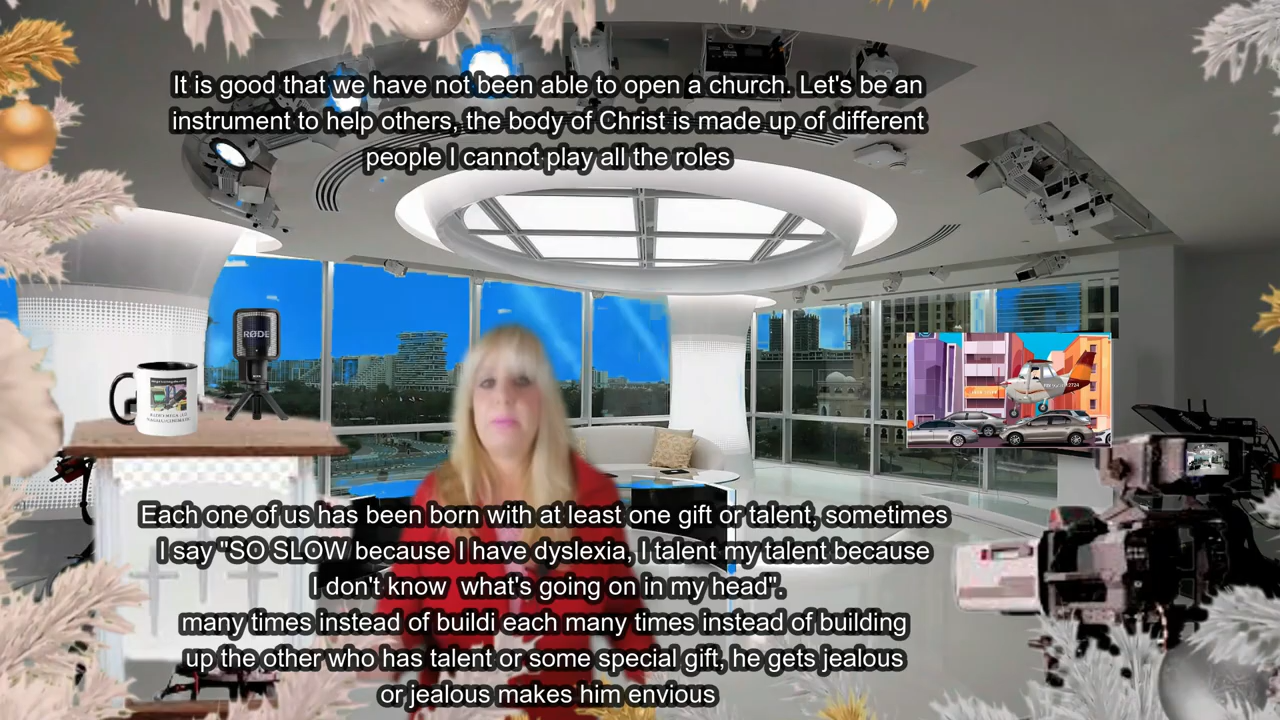 It is good that we have not been able to open a church. Let's be an
instrument to help others, the body of Christ is made up of different
people I cannot play all the roles
RØDE
Each one of us has been born with at least one gift or talent, sometimes
I say "SO SLOW because I have dyslexia, I talent my talent because
I don't know  what's going on in my head".
many times instead of buildi each many times instead of building
up the other who has talent or some special gift, he gets jealous
or jealous makes him envious